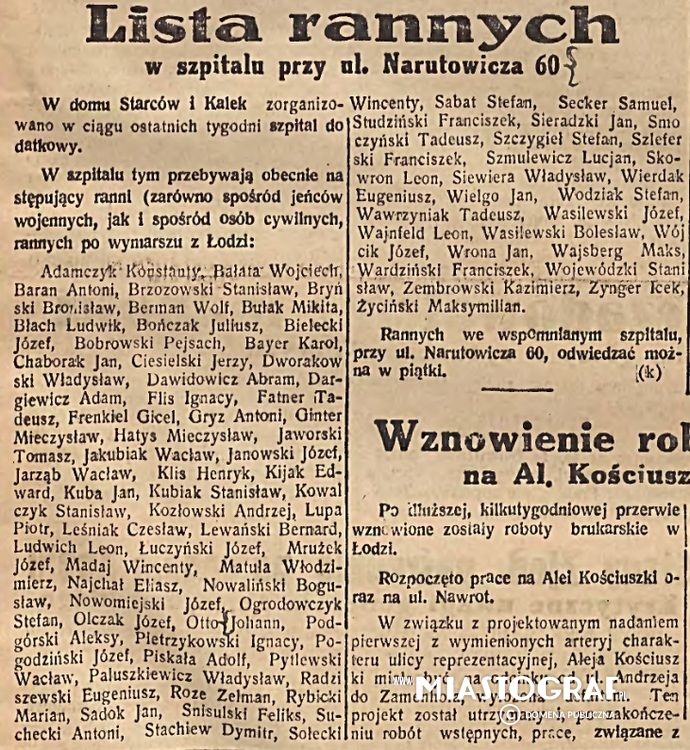 Lista rannych
w szpitalu przy ul. Narutowicza 60
W domu Starców i Kalek zorganizo-
wano w ciągu ostatnich tygodni szpital do
datkowy.
W szpitalu tym przebywają obecnie na
stępujący ranni (zarówno spośród jeńców
wojennych, jak i spośród osób cywilnych,
rannych po wymarszu z Łodzi:
Adamczyk Konstanty, Bałata Wojciech,
Baran Antoni, Brzozowski Stanisław, Bryń
ski Bronisław, Berman Wolf, Bułak Mikita,
Błach Ludwik, Bończak Juliusz, Bielecki
Józef, Bobrowski Pejsach, Bayer Karol,
Chaborak Jan, Ciesielski Jerzy, Dworakow
ski Władysław, Dawidowicz Abram, Dar-
giewicz Adam, Flis Ignacy, Fatner Ta-
deusz, Frenkiel Gicel, Gryz Antoni, Ginter
Mieczysław, Hatys Mieczysław, Jaworski
Tomasz, Jakubiak Wacław, Janowski Józef,
Jarząb Wacław, Klis Henryk, Kijak Ed-
ward, Kuba Jan, Kubiak Stanisław, Kowal
czyk Stanisław, Kozłowski Andrzej, Lupa
Piotr, Leśniak Czesław, Lewański Bernard,
Ludwich Leon, Łuczyński Józef, Mrużek
Józef, Madaj Wincenty, Matuła Włodzi-
mierz, Najchał Eliasz, Nowaliński Bogu-
sław, Nowomiejski Józef, Ogrodowczyk
Stefan, Olczak Józef, Otto Johann, Pod-
górski Aleksy, Pietrzykowski Ignacy, Po-
godziński Józef, Piskała Adolf, Pytlewski
Wacław, Paluszkiewicz Władysław, Radzi
szewski Eugeniusz, Roze Zelman, Rybicki
Marian, Sadok Jan, Snisulski Feliks, Su-
checki Antoni, Stachiew Dymitr, Sołecki
Wincenty, Sabat Stefan, Secker Samuel,
Studziński Franciszek, Sieradzki Jan, Smo
czyński Tadeusz, Szczygieł Stefan, Szlefer
ski Franciszek, Szmulewicz Lucjan, Sko-
wron Leon, Siewiera Władysław, Wierdak
Eugeniusz, Wielgo Jan, Wodziak Stefan,
Wawrzyniak Tadeusz, Wasilewski Józef,
Wajnfeld Leon, Wasilewski Bolesław, Wój
cik Józef, Wrona Jan, Wajsberg Maks,
Wardziński Franciszek, Wojewódzki Stani
sław, Zembrowski Kazimierz, Zynger Icek,
Życiński Maksymilian.
Rannych we wspomnianym szpitalu,
przy ul. Narutowicza 60, odwiedzać moż-
na w piątki. (k)
Wznowienie rob
na Al. Kościusz
Po dłuższej, kilkutygodniowej przerwie
wznowione zostały roboty brukarskie w
Łodzi.
Rozpoczęto prace na Alei Kościuszki o-
raz na ul. Nawrot.
W związku z projektowanym nadaniem
pierwszej z wymienionych arteryj charak-
teru ulicy reprezentacyjnej, Aleja Kościusz
ki od ul. Andrzeja
do Zamenhofa, Ten
projekt został
robót wstępnych, prace, związane z
MIASTOGRAF.PL
DOMENA PUBLICZNA